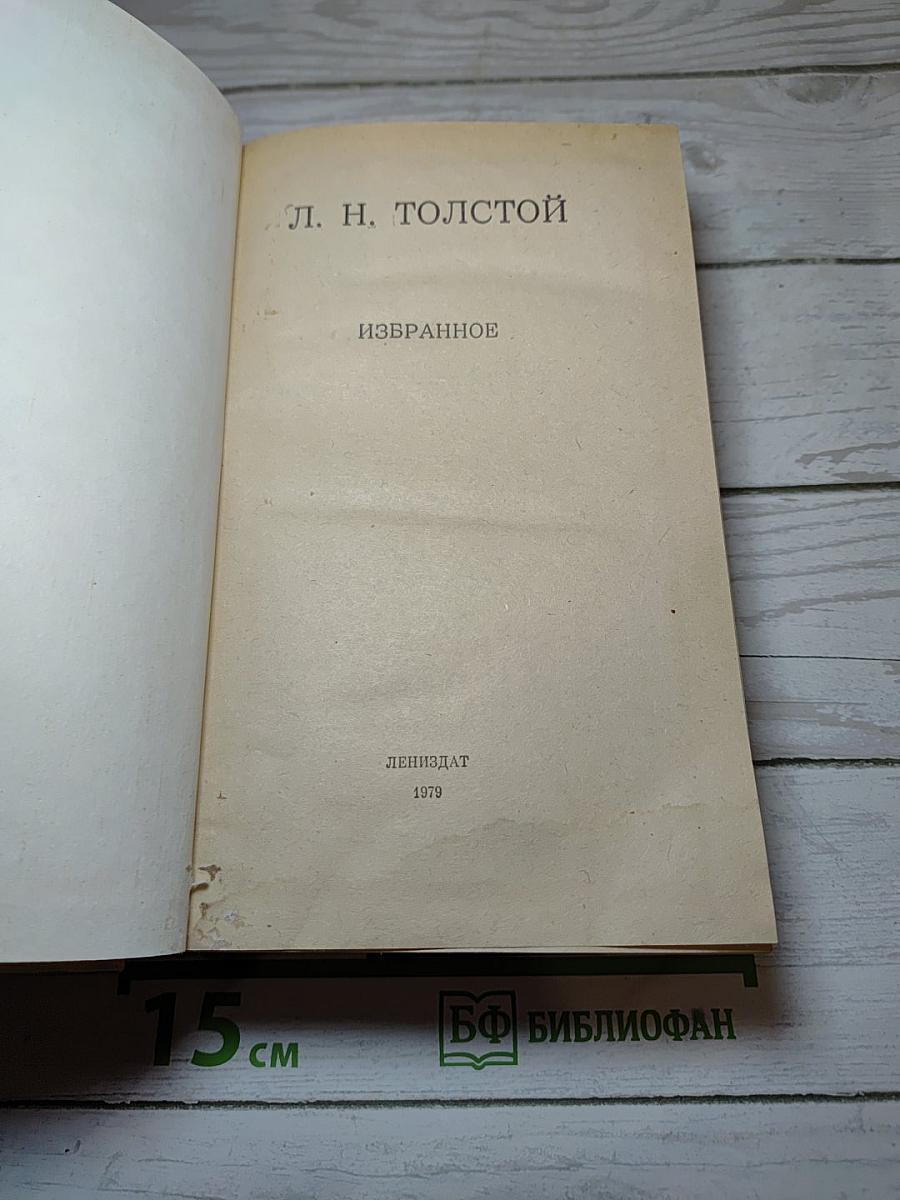 Л. Н. ТОЛСТОЙ
ИЗБРАННОЕ
ЛЕНИЗДАТ
1979
15 см
БФ БИБЛИОФАН